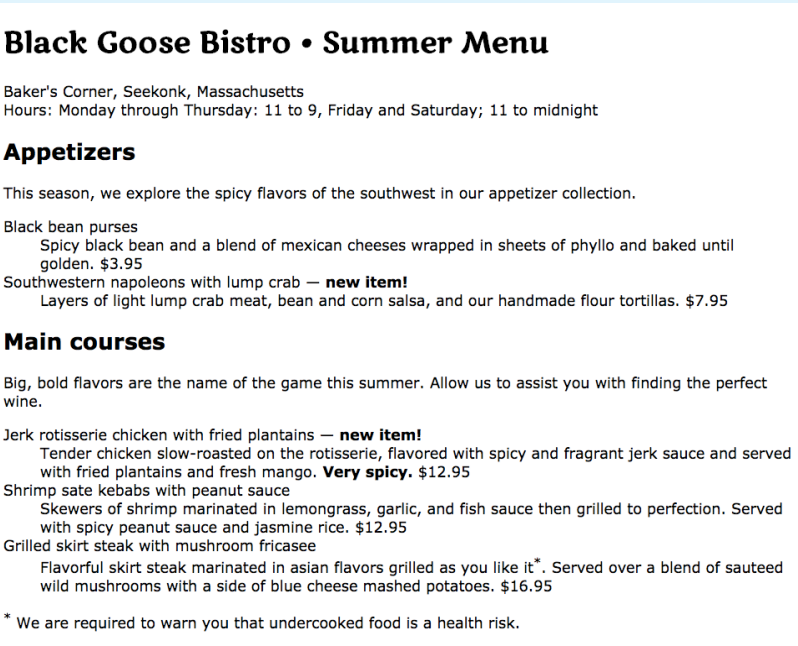 Black Goose Bistro • Summer Menu
Baker's Corner, Seekonk, Massachusetts
Hours: Monday through Thursday: 11 to 9, Friday and Saturday; 11 to midnight
Appetizers
This season, we explore the spicy flavors of the southwest in our appetizer collection.
Black bean purses
Spicy black bean and a blend of mexican cheeses wrapped in sheets of phyllo and baked until
golden. $3.95
Southwestern napoleons with lump crab — new item!
Layers of light lump crab meat, bean and corn salsa, and our handmade flour tortillas. $7.95
Main courses
Big, bold flavors are the name of the game this summer. Allow us to assist you with finding the perfect
wine.
Jerk rotisserie chicken with fried plantains — new item!
Tender chicken slow-roasted on the rotisserie, flavored with spicy and fragrant jerk sauce and served
with fried plantains and fresh mango. Very spicy. $12.95
Shrimp sate kebabs with peanut sauce
Skewers of shrimp marinated in lemongrass, garlic, and fish sauce then grilled to perfection. Served
with spicy peanut sauce and jasmine rice. $12.95
Grilled skirt steak with mushroom fricasee
Flavorful skirt steak marinated in asian flavors grilled as you like it*. Served over a blend of sauteed
wild mushrooms with a side of blue cheese mashed potatoes. $16.95
* We are required to warn you that undercooked food is a health risk.